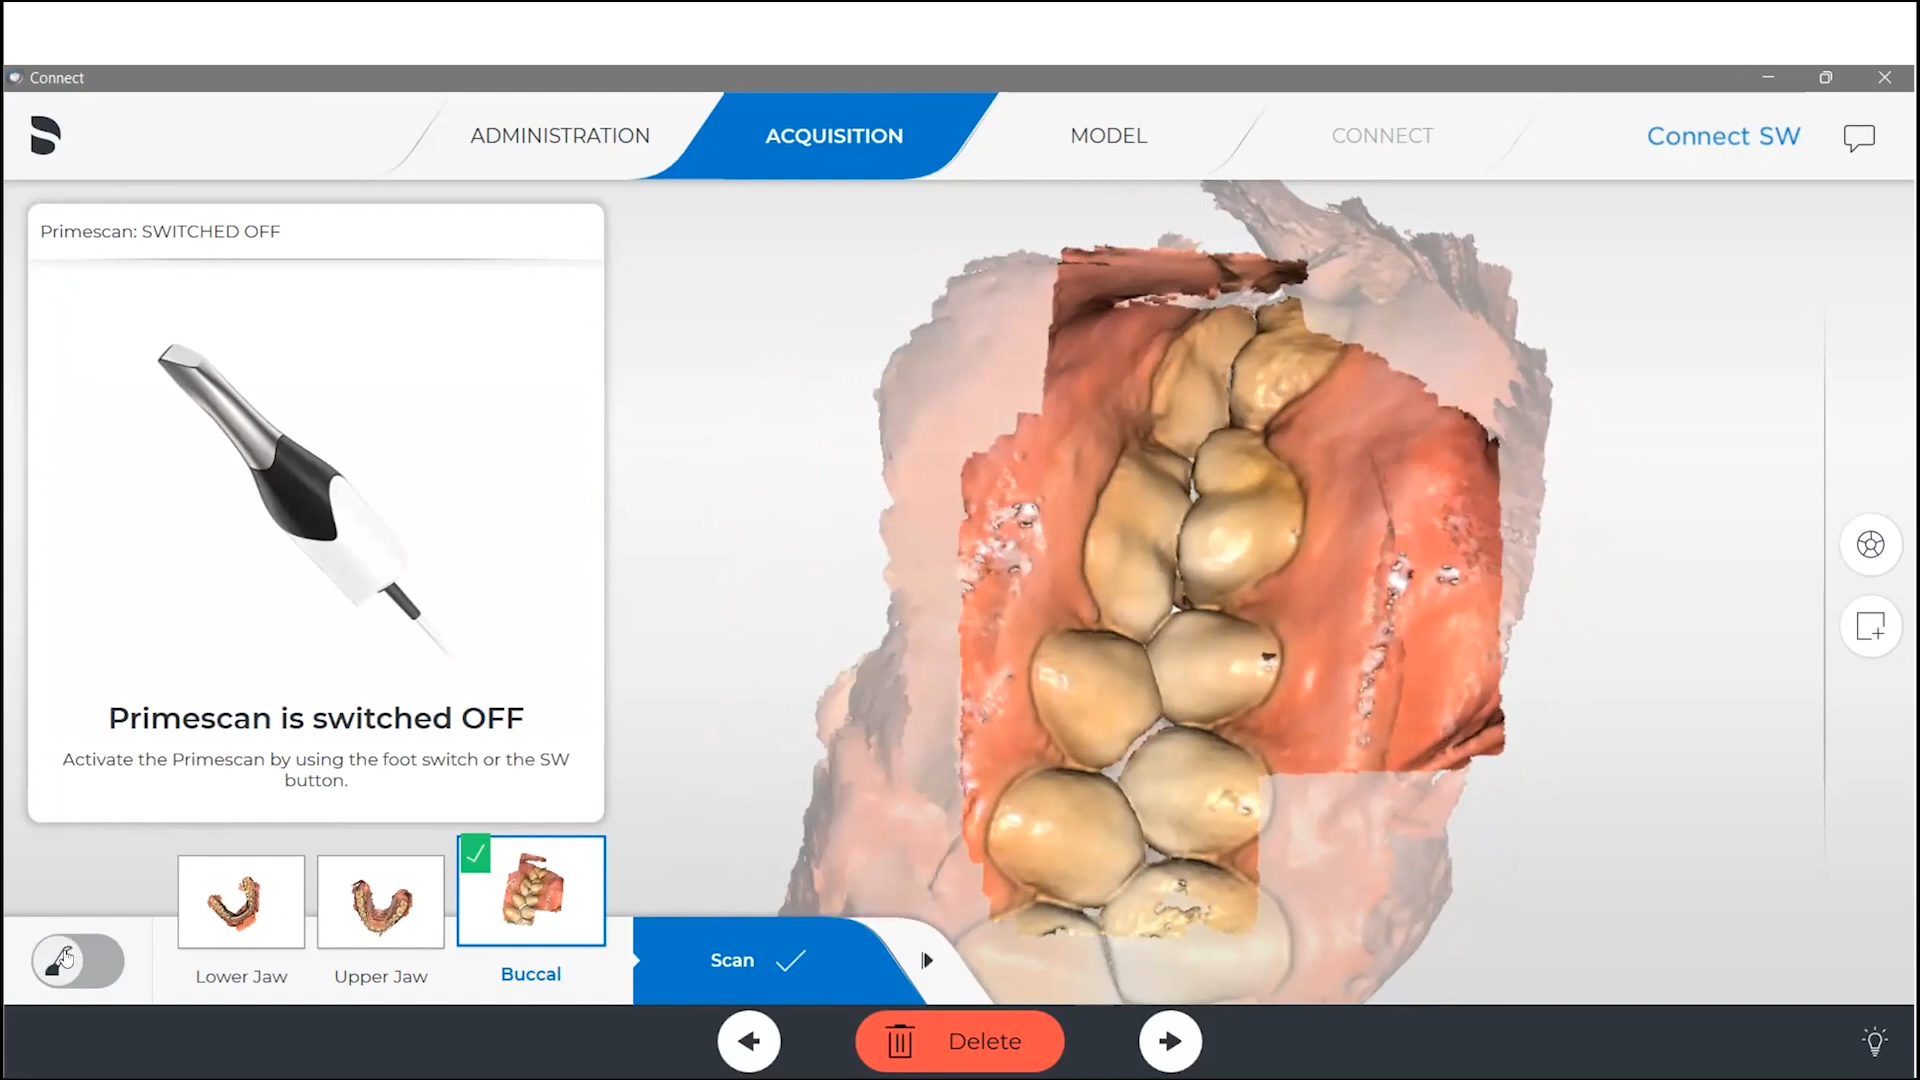 Connect
ADMINISTRATION
ACQUISITION
MODEL
CONNECT
Connect SW
Primescan: SWITCHED OFF
Primescan is switched OFF
Activate the Primescan by using the foot switch or the SW
button.
Lower Jaw
Upper Jaw
Buccal
Scan
Delete